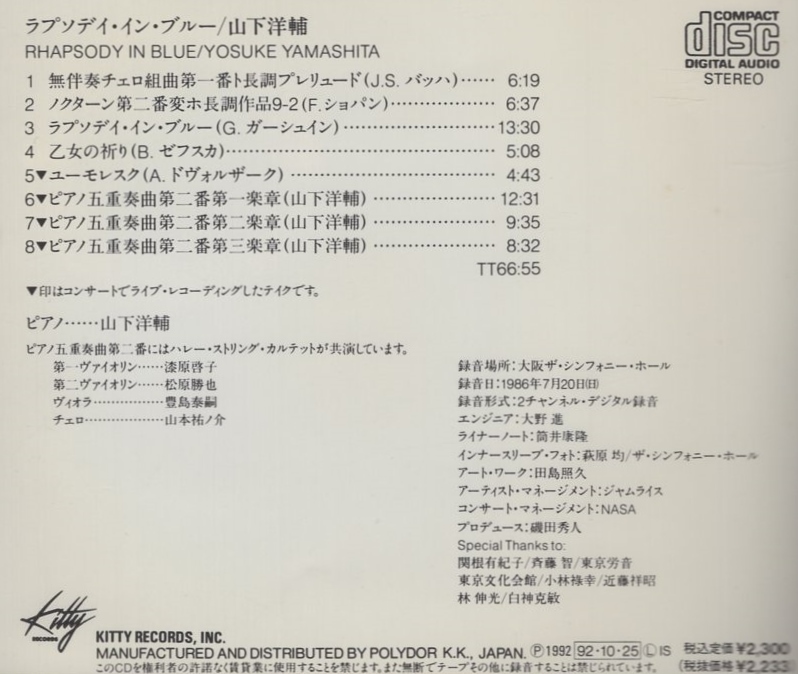 ラプソデイ・イン・ブルー/山下洋輔
RHAPSODY IN BLUE/YOSUKE YAMASHITA
COMPACT
disc
DIGITAL AUDIO
STEREO
1 無伴奏チェロ組曲第一番ト長調プレリュード(J.S. バッハ)…… 6:19
2 ノクターン第二番変ホ長調作品9-2(F.ショパン)……………… 6:37
3 ラプソデイ・イン・ブルー(G. ガーシュイン)…………………… 13:30
4 乙女の祈り(B. ゼフスカ)……………………………………… 5:08
5▼ユーモレスク(A. ドヴォルザーク)…………………………… 4:43
6▼ピアノ五重奏曲第二番第一楽章(山下洋輔)……………… 12:31
7▼ピアノ五重奏曲第二番第二楽章(山下洋輔)……………… 9:35
8▼ピアノ五重奏曲第二番第三楽章(山下洋輔)……………… 8:32
TT66:55
▼印はコンサートでライブ・レコーディングしたテイクです。
ピアノ……山下洋輔
ピアノ五重奏曲第二番にはハレー・ストリング・カルテットが共演しています。
第一ヴァイオリン……漆原啓子
第二ヴァイオリン……松原勝也
ヴィオラ………………豊島泰嗣
チェロ…………………山本祐ノ介
録音場所:大阪ザ・シンフォニー・ホール
録音日:1986年7月20日(日)
録音形式:2チャンネル・デジタル録音
エンジニア:大野 進
ライナーノート:筒井康隆
インナースリーブ・フォト:萩原 均/ザ・シンフォニー・ホール
アート・ワーク:田島照久
アーティスト・マネージメント:ジャムライス
コンサート・マネージメント:NASA
プロデュース:磯田秀人
Special Thanks to:
関根有紀子/斉藤 智/東京労音
東京文化会館/小林禄幸/近藤祥昭
林 伸光/白神克敏
Kitty
RECORDS
KITTY RECORDS, INC.
MANUFACTURED AND DISTRIBUTED BY POLYDOR K.K., JAPAN. Ⓟ1992 92・10・25 Ⓛ IS 税込定価¥2,300
このCDを権利者の許諾なく賃貸業に使用することを禁じます。また無断でテープその他に録音することは禁じられています。 (税抜価格¥2,233